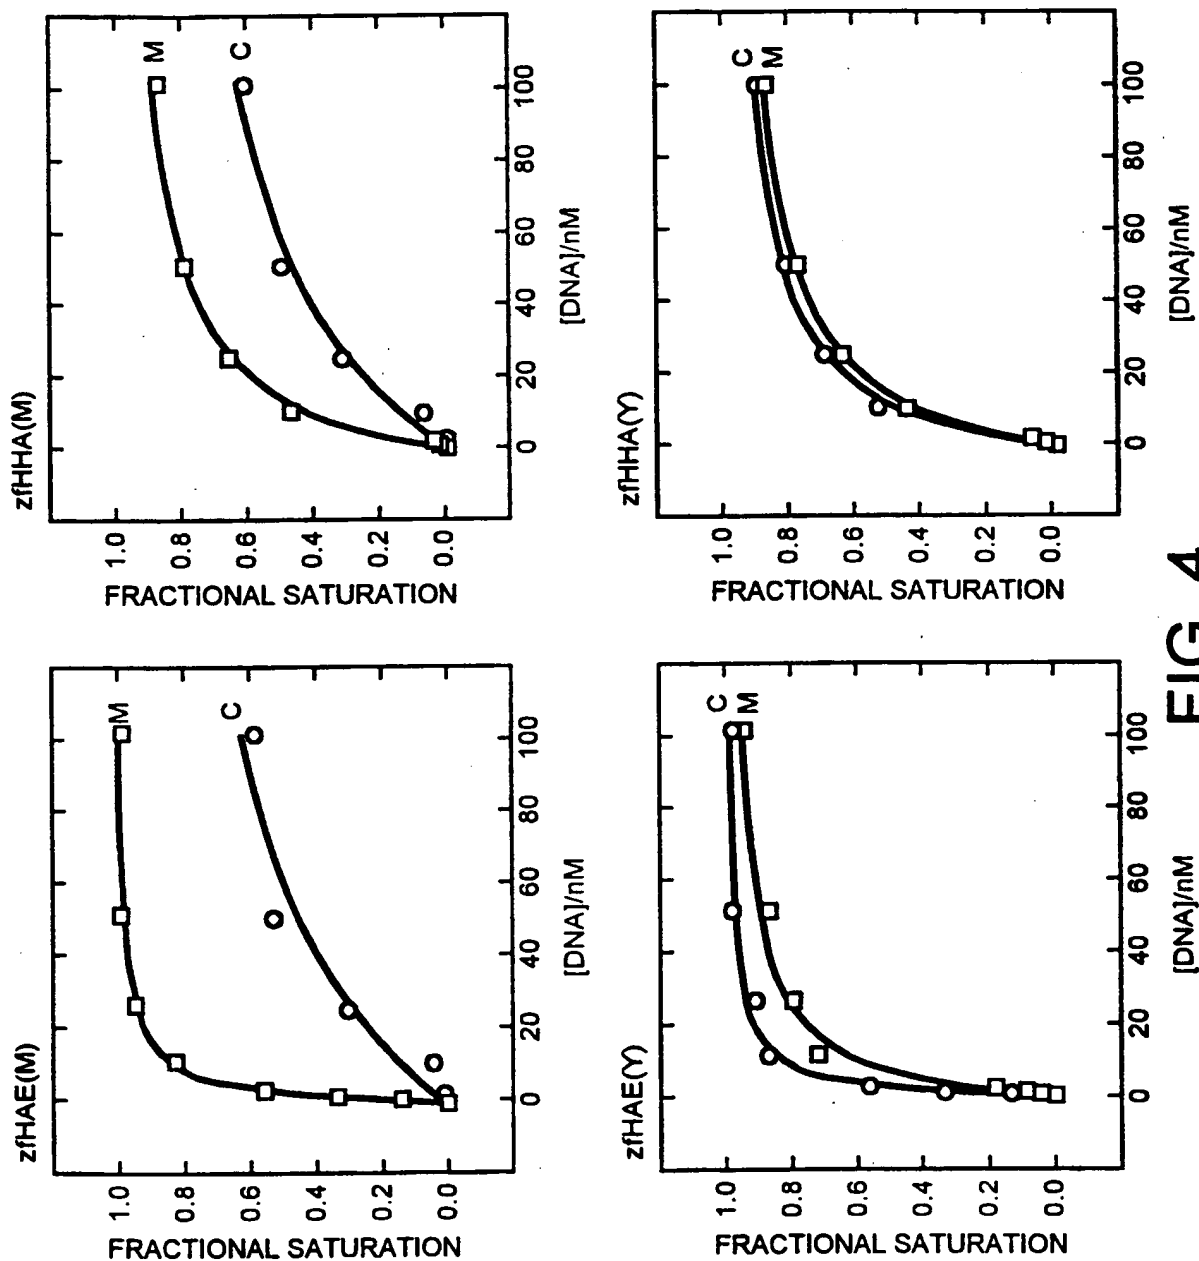 zfHAE(M)
FRACTIONAL SATURATION
1.0
0.8
0.6
0.4
0.2
0.0
M
C
0 20 40 60 80 100
[DNA]/nM
zfHHA(M)
FRACTIONAL SATURATION
1.0
0.8
0.6
0.4
0.2
0.0
M
C
0 20 40 60 80 100
[DNA]/nM
zfHAE(Y)
FRACTIONAL SATURATION
1.0
0.8
0.6
0.4
0.2
0.0
C
M
0 20 40 60 80 100
[DNA]/nM
zfHHA(Y)
FRACTIONAL SATURATION
1.0
0.8
0.6
0.4
0.2
0.0
C
M
0 20 40 60 80 100
[DNA]/nM
FIG 4